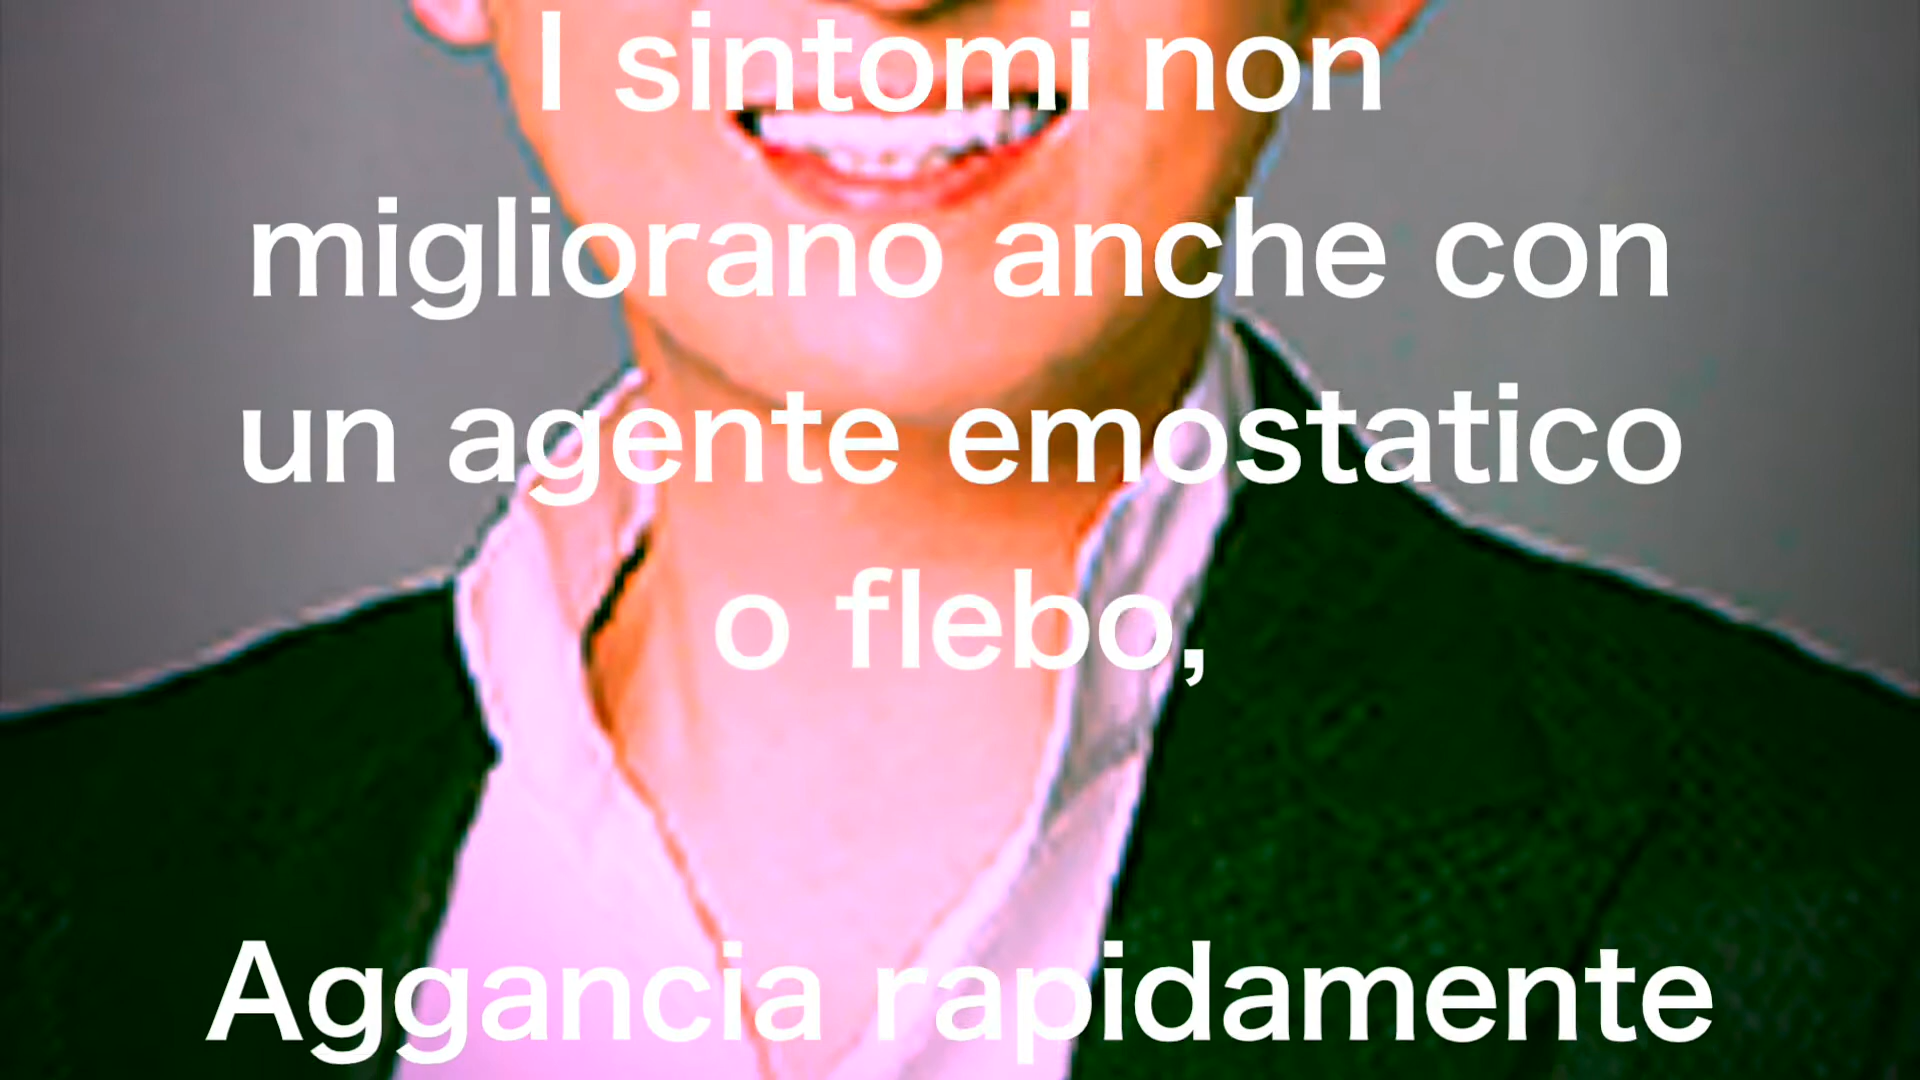 I sintomi non
migliorano anche con
un agente emostatico
o flebo,
Aggancia rapidamente